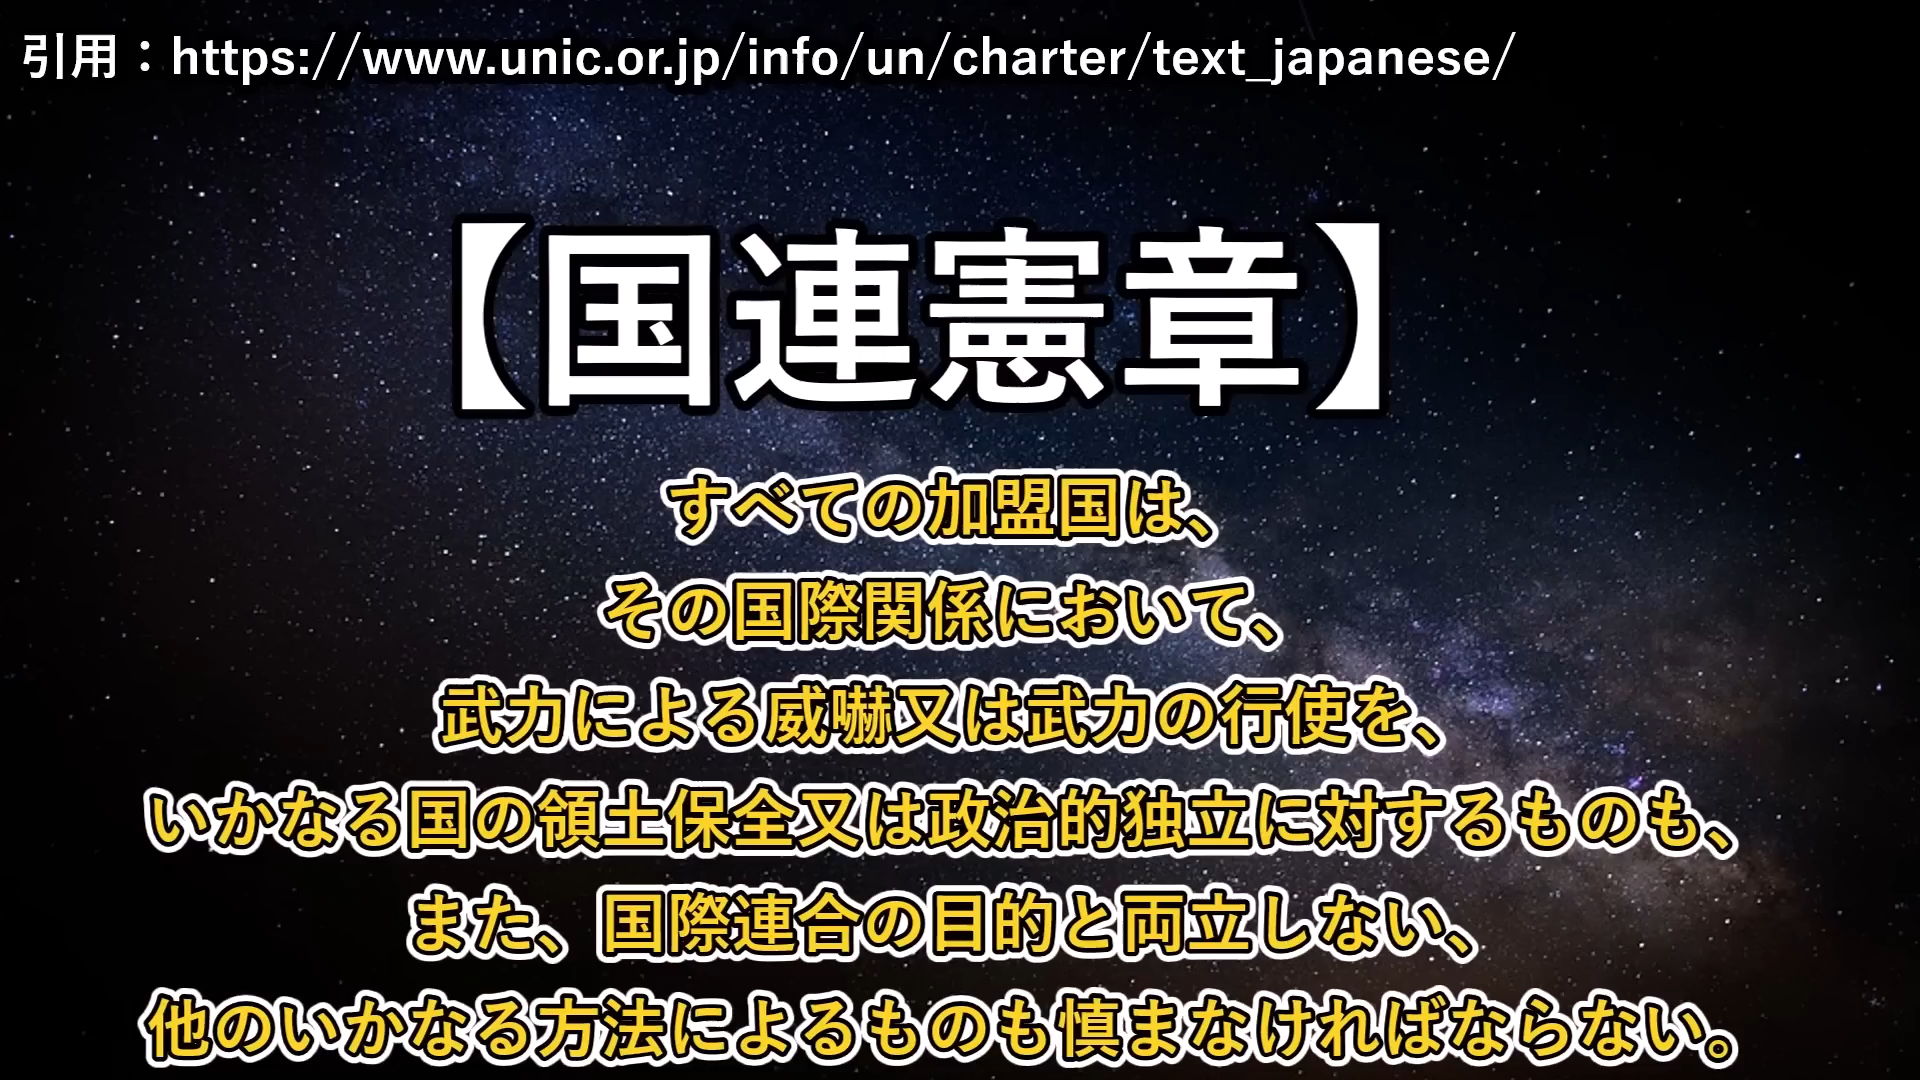 引用：https://www.unic.or.jp/info/un/charter/text_japanese/
【国連憲章】
すべての加盟国は、
その国際関係において、
武力による威嚇又は武力の行使を、
いかなる国の領土保全又は政治的独立に対するものも、
また、国際連合の目的と両立しない、
他のいかなる方法によるものも慎まなければならない。